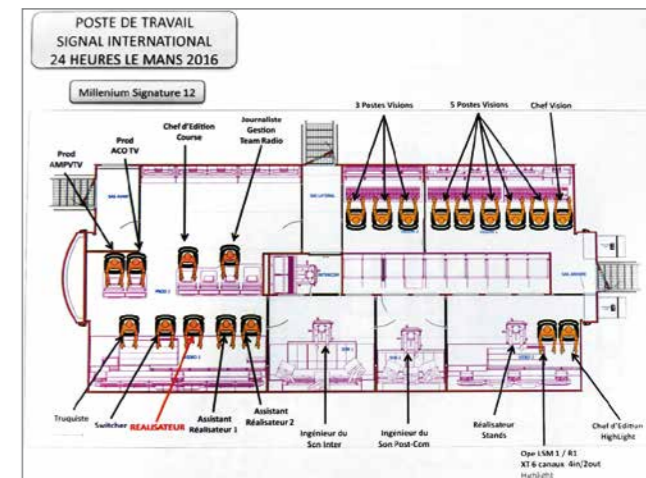 POSTE DE TRAVAIL
SIGNAL INTERNATIONAL
24 HEURES LE MANS 2016
Millenium Signature 12
Prod
AMPVTV
Prod
ACO TV
Chef d'Edition
Course
Journaliste
Gestion
Team Radio
3 Postes Visions
5 Postes Visions
Chef Vision
Truquiste
Switcher
REALISATEUR
Assistant
Réalisateur 1
Assistant
Réalisateur 2
Ingénieur du
Son Inter
Ingénieur du
Son Post-Com
Réalisateur
Stands
Ope LSM 1 / R1
XT 6 canaux 4in/2out
Highlight
Chef d'Edition
HighLight